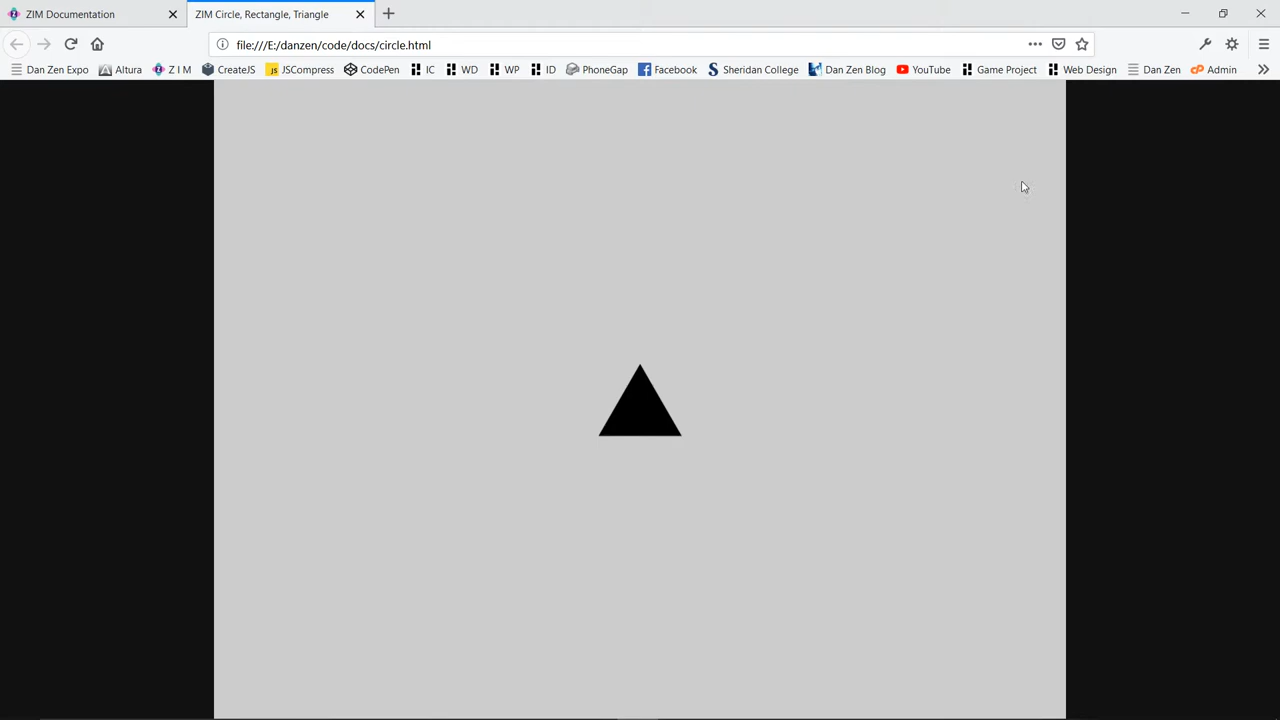 ZIM Documentation
ZIM Circle, Rectangle, Triangle
file:///E:/danzen/code/docs/circle.html
Dan Zen Expo Altura Z I M CreateJS JSCompress CodePen IC WD WP ID PhoneGap Facebook Sheridan College Dan Zen Blog YouTube Game Project Web Design Dan Zen Admin